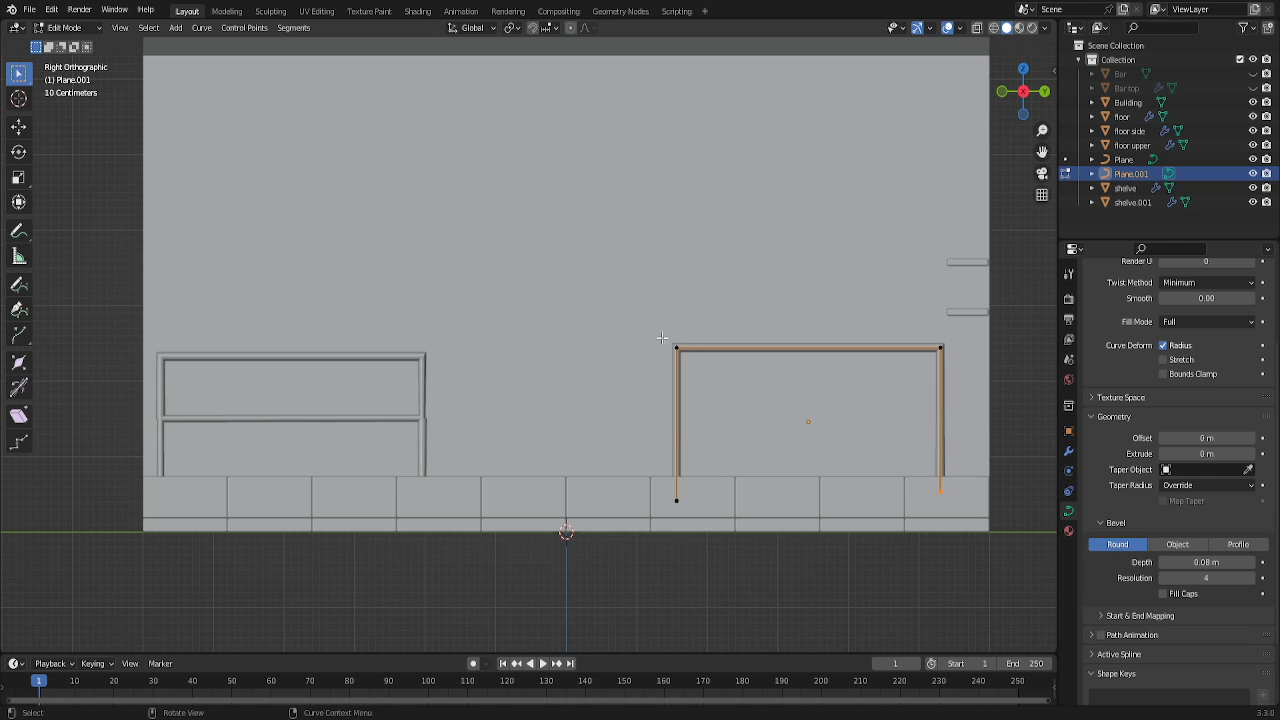 File Edit Render Window Help Layout Modeling Sculpting UV Editing Texture Paint Shading Animation Rendering Compositing Geometry Nodes Scripting + Scene ViewLayer
Edit Mode View Select Add Curve Control Points Segments Global
Right Orthographic
(1) Plane.001
10 Centimeters
Z
X
Y
Scene Collection
Collection
Bar
Bar top
Building
floor
floor side
floor upper
Plane
Plane.001
shelve
shelve.001
Render U 0
Twist Method Minimum
Smooth 0.00
Fill Mode Full
Curve Deform Radius
Stretch
Bounds Clamp
Texture Space
Geometry
Offset 0 m
Extrude 0 m
Taper Object
Taper Radius Override
Map Taper
Bevel
Round Object Profile
Depth 0.08 m
Resolution 4
Fill Caps
Start & End Mapping
Path Animation
Active Spline
Shape Keys
Playback Keying View Marker 1 Start 1 End 250
1 10 20 30 40 50 60 70 80 90 100 110 120 130 140 150 160 170 180 190 200 210 220 230 240 250
Select Rotate View Curve Context Menu 3.3.0